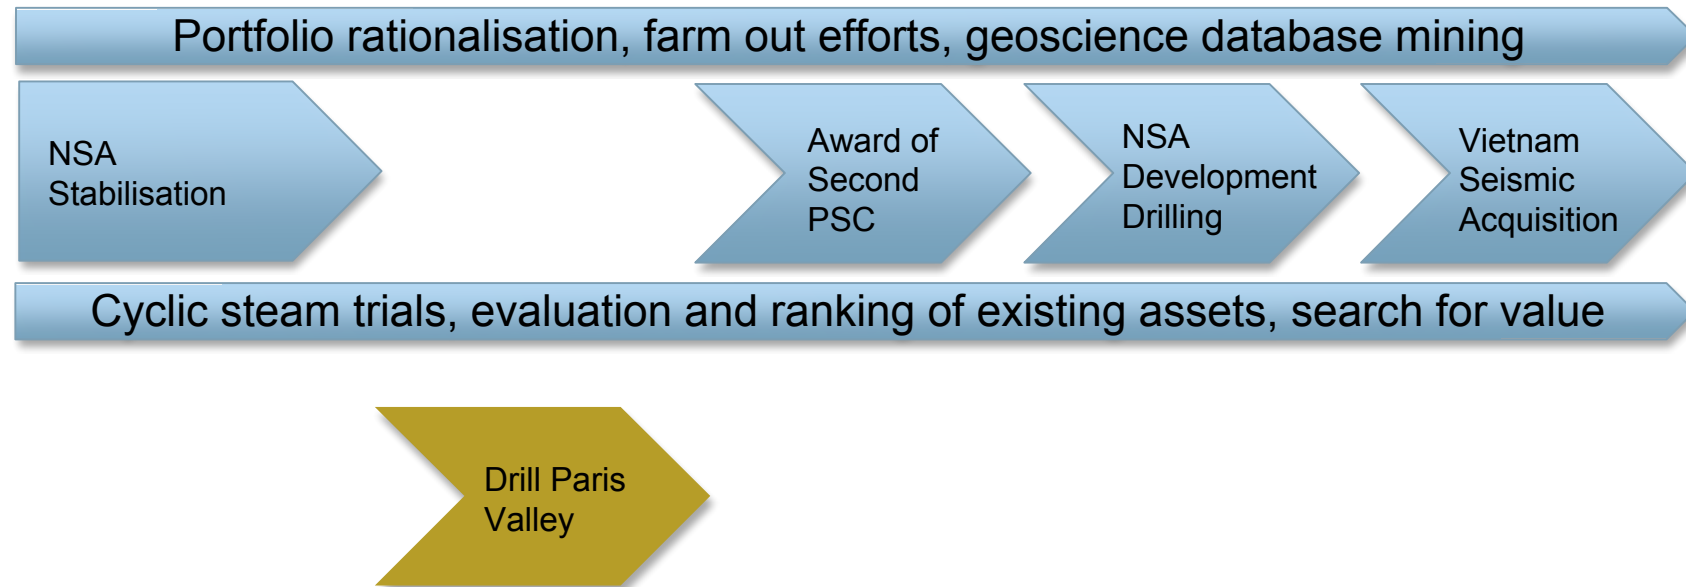 Portfolio rationalisation, farm out efforts, geoscience database mining
NSA
Stabilisation
Award of
Second
PSC
NSA
Development
Drilling
Vietnam
Seismic
Acquisition
Cyclic steam trials, evaluation and ranking of existing assets, search for value
Drill Paris
Valley